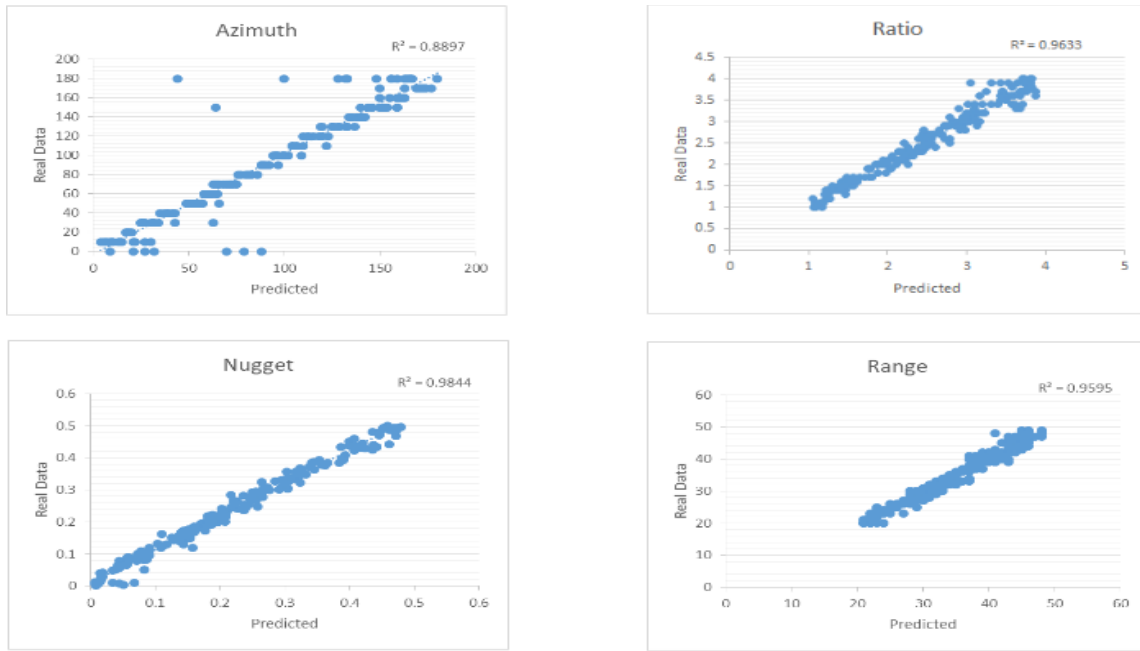 Azimuth
R² = 0.8897
200
180
160
140
120
100
80
60
40
20
0
0 50 100 150 200
Real Data
Predicted
Ratio
R² = 0.9633
4.5
4
3.5
3
2.5
2
1.5
1
0.5
0
0 1 2 3 4 5
Real Data
Predicted
Nugget
R² = 0.9844
0.6
0.5
0.4
0.3
0.2
0.1
0
0 0.1 0.2 0.3 0.4 0.5 0.6
Real Data
Predicted
Range
R² = 0.9595
60
50
40
30
20
10
0
0 10 20 30 40 50 60
Real Data
Predicted